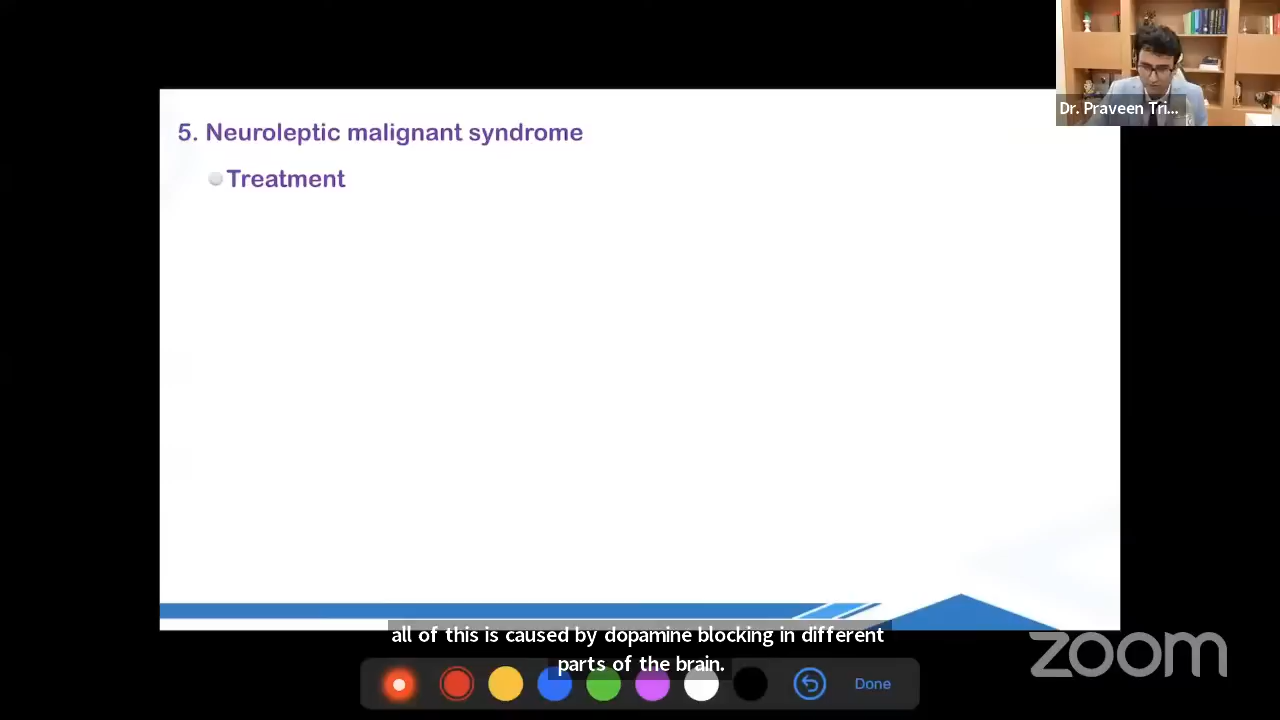 Dr. Praveen Tri...
5. Neuroleptic malignant syndrome
Treatment
all of this is caused by dopamine blocking in different
parts of the brain.
Done
zoom